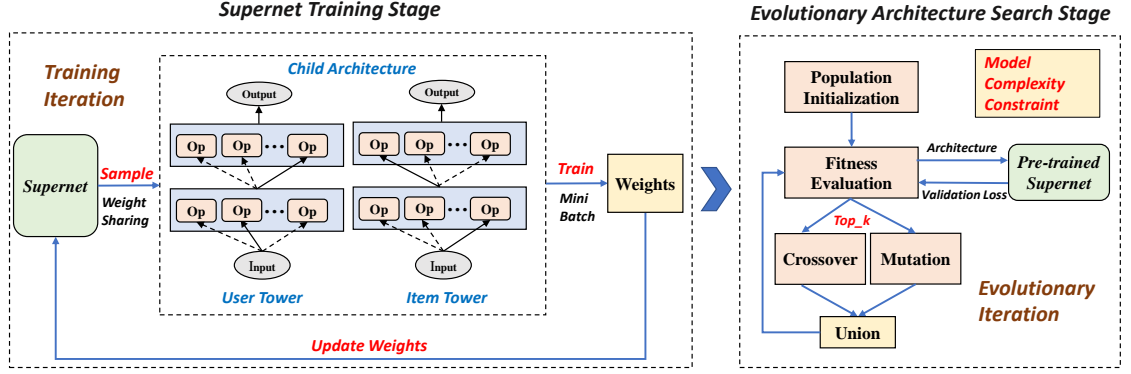 Supernet Training Stage
Training
Iteration
Child Architecture
Output
Output
Op Op ••• Op
Op Op ••• Op
Supernet
Sample
Weight
Sharing
Op Op ••• Op
Op Op ••• Op
Input
Input
User Tower
Item Tower
Train
Mini
Batch
Weights
Update Weights
Evolutionary Architecture Search Stage
Population
Initialization
Model
Complexity
Constraint
Fitness
Evaluation
Architecture
Validation Loss
Pre-trained
Supernet
Top_k
Crossover
Mutation
Union
Evolutionary
Iteration